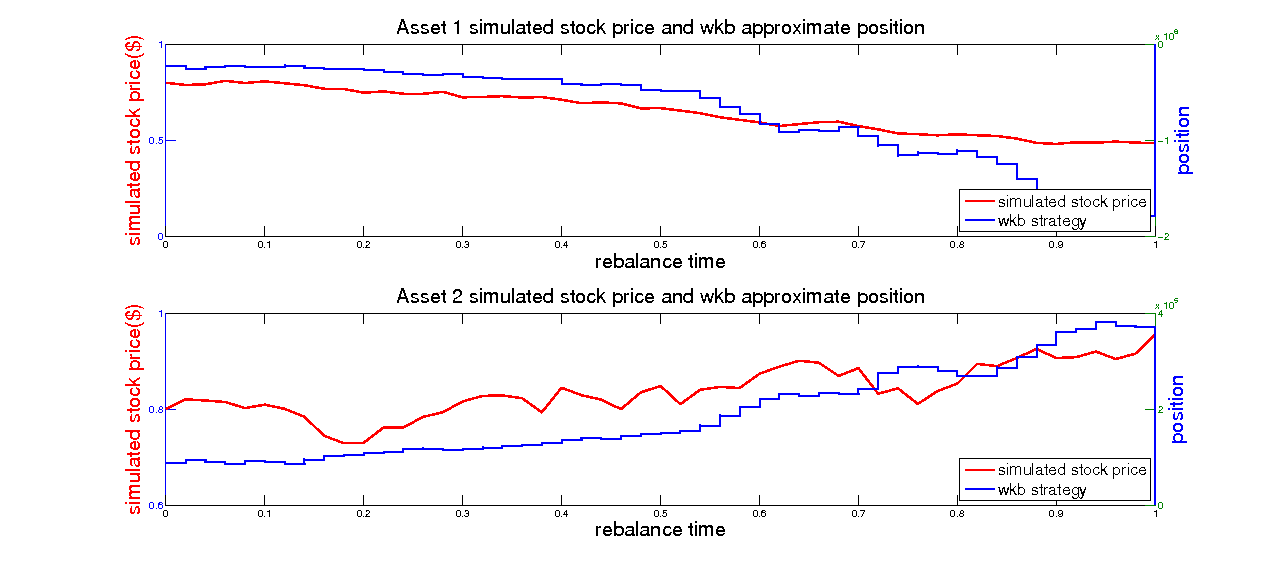 Asset 1 simulated stock price and wkb approximate position
simulated stock price($)
1
0.5
0
0
-1
-2
position
simulated stock price
wkb strategy
0 0.1 0.2 0.3 0.4 0.5 0.6 0.7 0.8 0.9 1
rebalance time
Asset 2 simulated stock price and wkb approximate position
simulated stock price($)
1
0.8
0.6
4
2
0
position
simulated stock price
wkb strategy
0 0.1 0.2 0.3 0.4 0.5 0.6 0.7 0.8 0.9 1
rebalance time